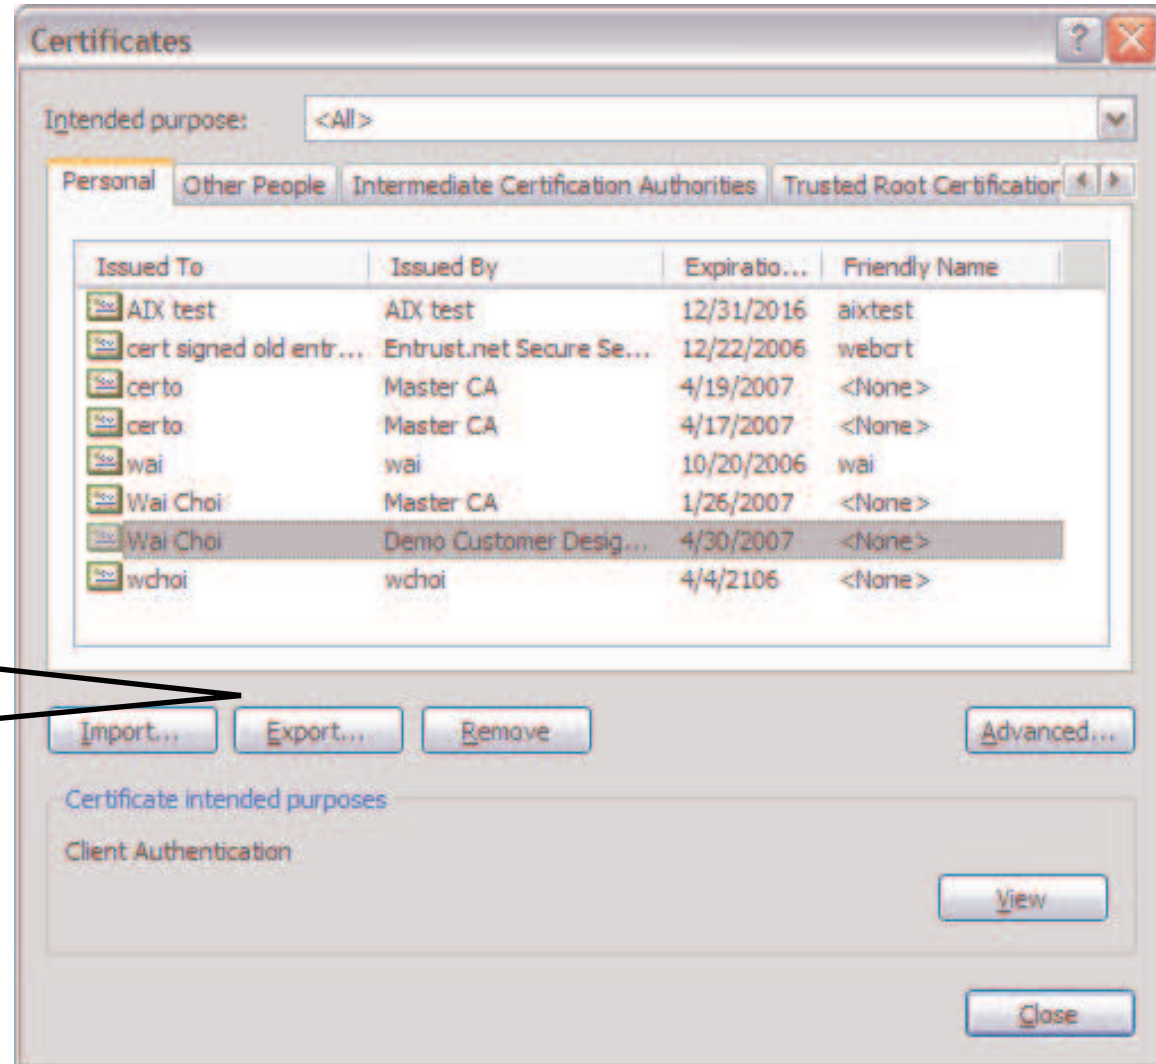 Certificates
Intended purpose: <All>
Personal Other People Intermediate Certification Authorities Trusted Root Certification
Issued To Issued By Expiratio... Friendly Name
AIX test AIX test 12/31/2016 aixtest
cert signed old entr... Entrust.net Secure Se... 12/22/2006 webcrt
certo Master CA 4/19/2007 <None>
certo Master CA 4/17/2007 <None>
wai wai 10/20/2006 wai
Wai Choi Master CA 1/26/2007 <None>
Wai Choi Demo Customer Desig... 4/30/2007 <None>
wchoi wchoi 4/4/2106 <None>
Import... Export... Remove Advanced...
Certificate intended purposes
Client Authentication
View
Close